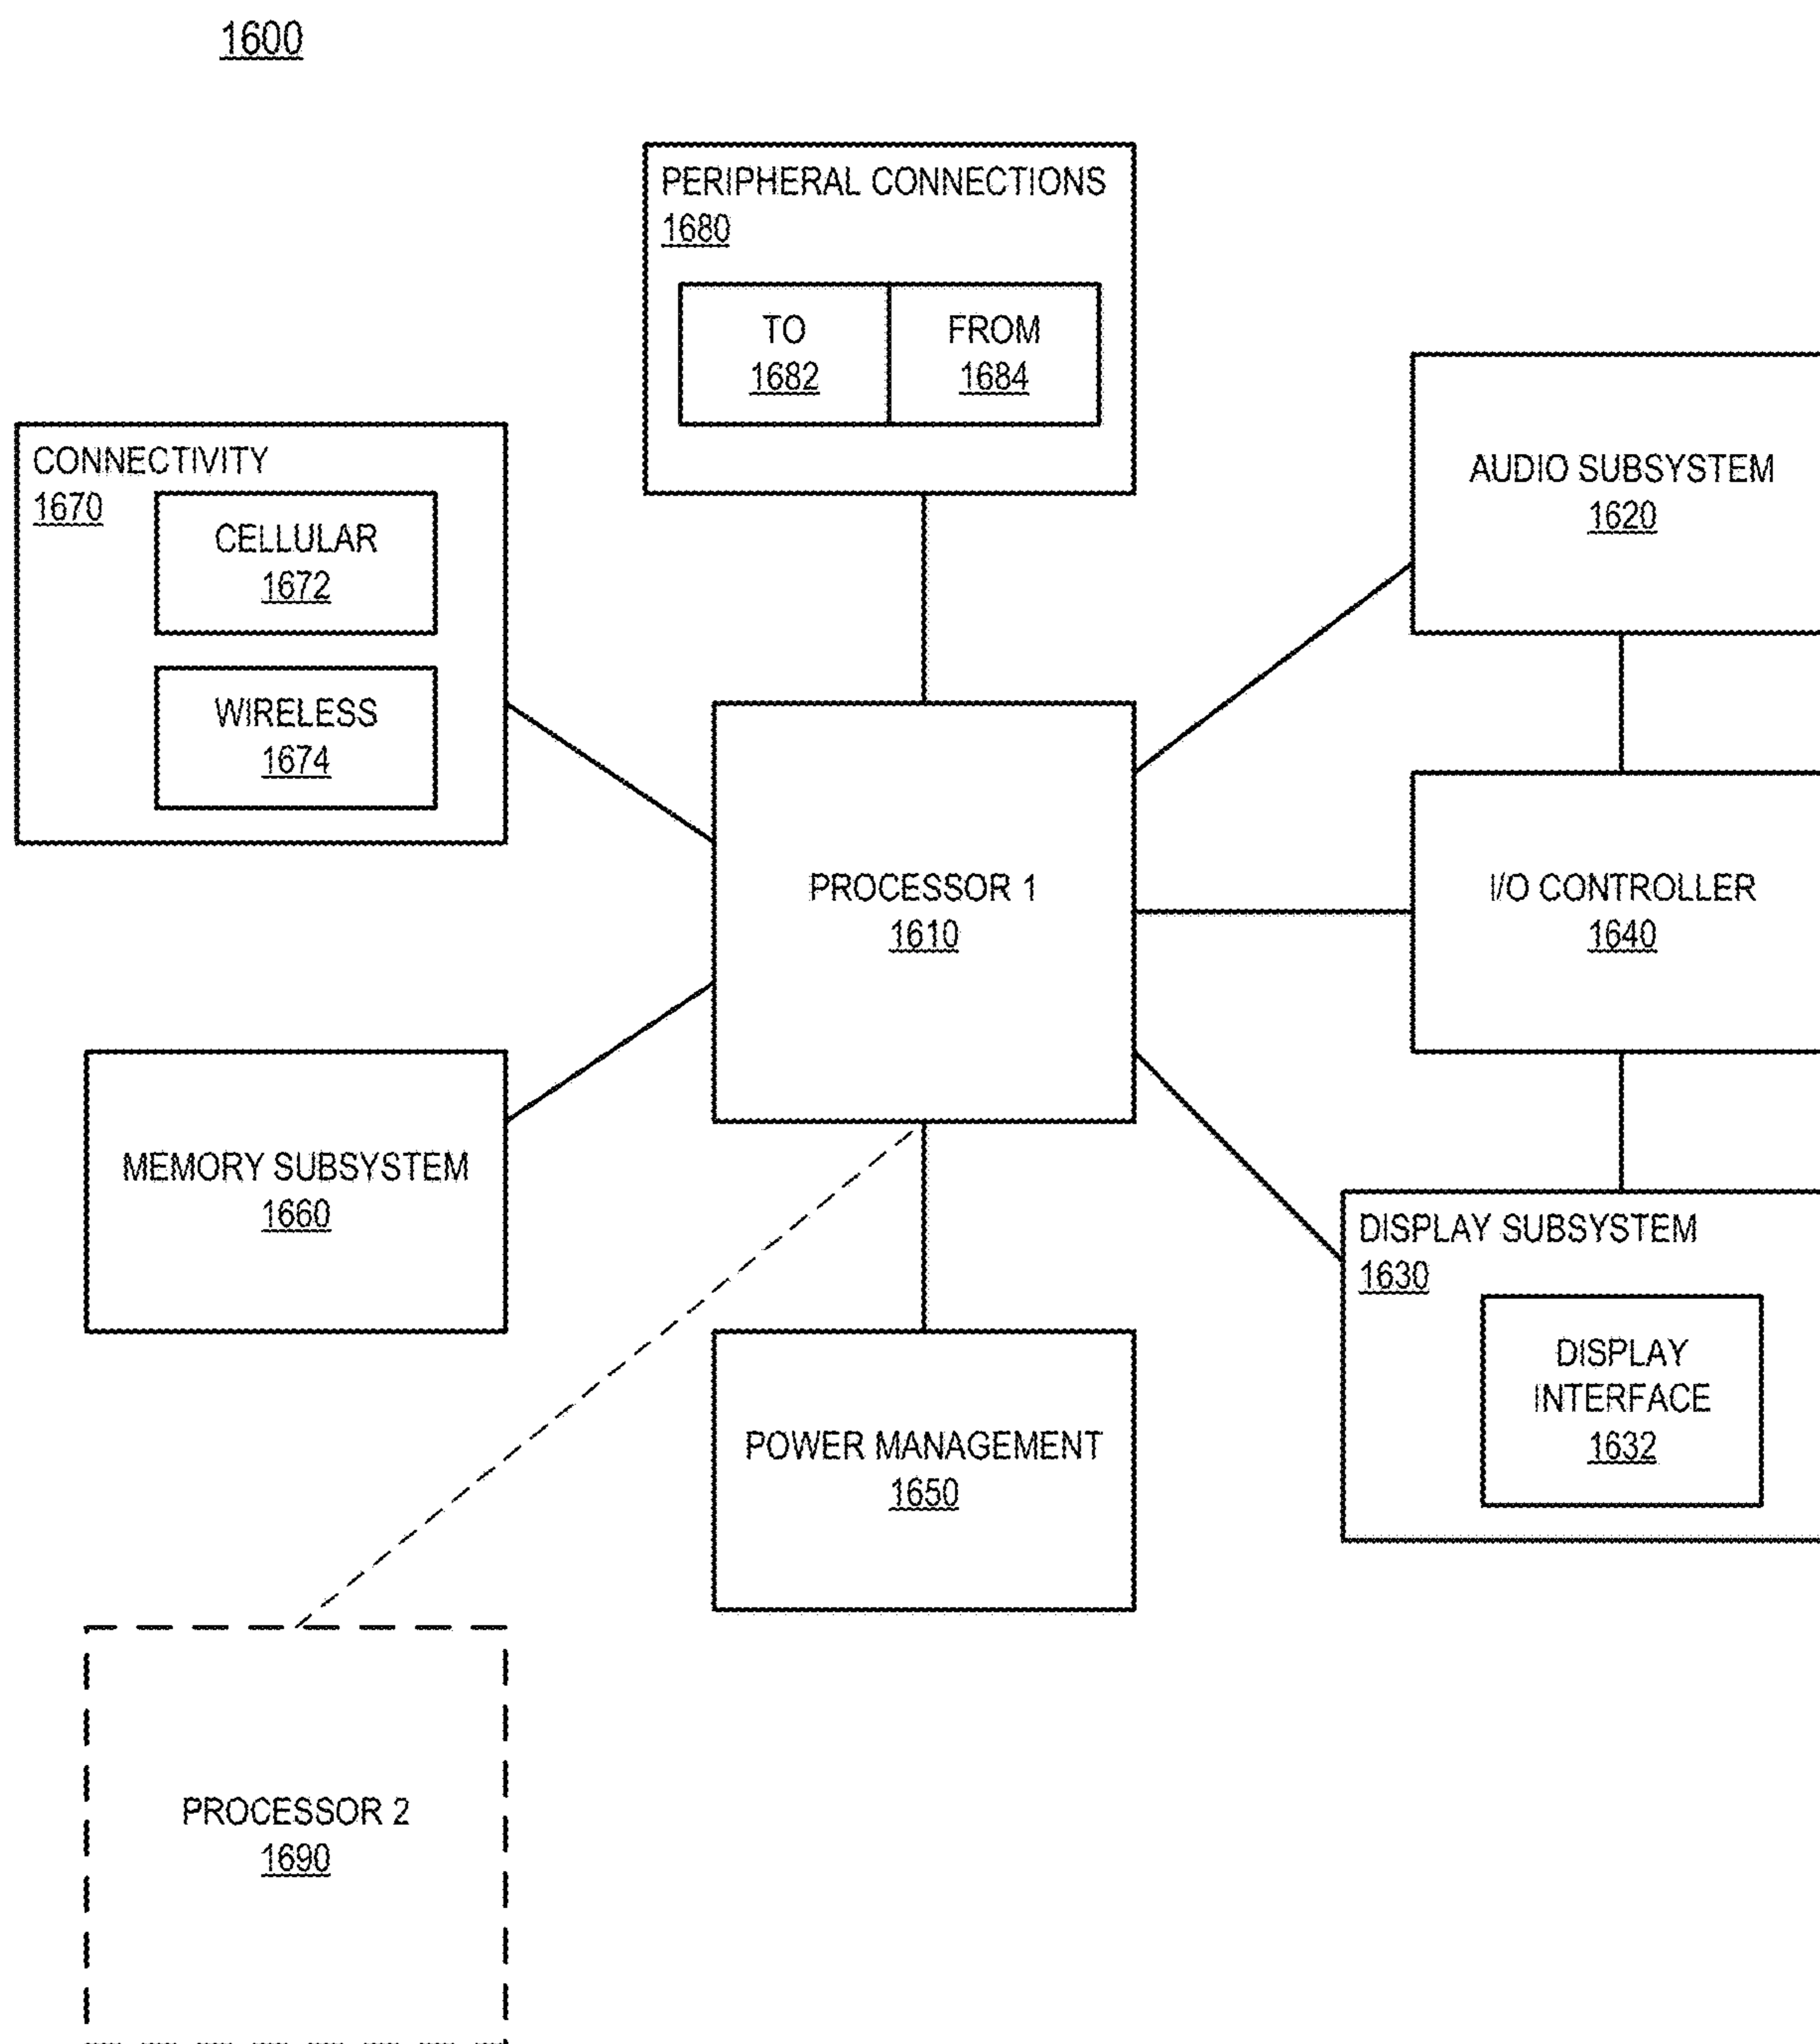 1600
PERIPHERAL CONNECTIONS
1680
TO
1682
FROM
1684
CONNECTIVITY
1670
CELLULAR
1672
WIRELESS
1674
AUDIO SUBSYSTEM
1620
PROCESSOR 1
1610
I/O CONTROLLER
1640
MEMORY SUBSYSTEM
1660
DISPLAY SUBSYSTEM
1630
DISPLAY
INTERFACE
1632
POWER MANAGEMENT
1650
PROCESSOR 2
1690